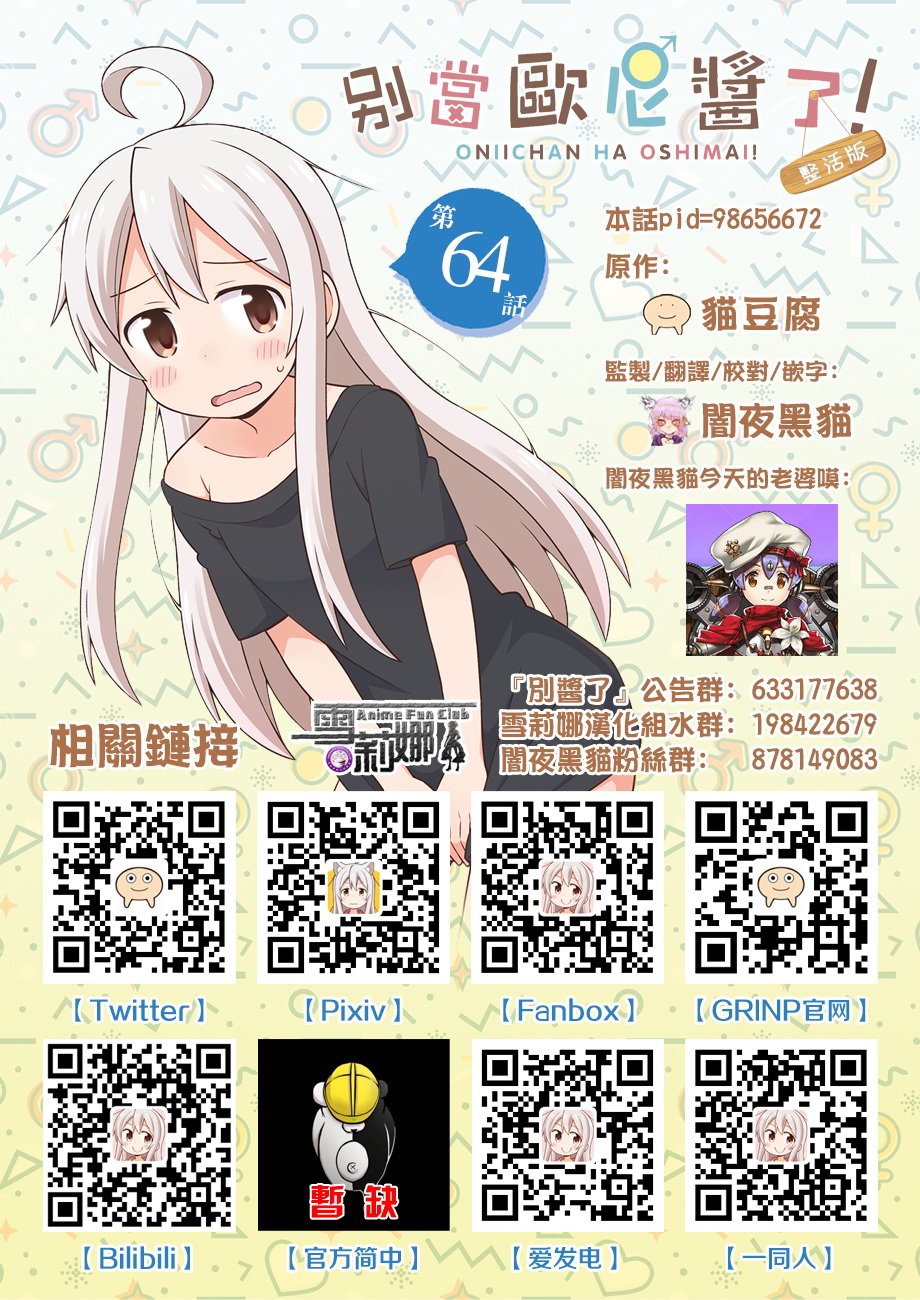 别當歐尼醬了!
ONIICHAN HA OSHIMAI!
整活版
第
64
話
本話pid=98656672
原作:
貓豆腐
監製/翻譯/校對/嵌字:
闇夜黑貓
闇夜黑貓今天的老婆嘆:
『別醬了』公告群: 633177638
雪莉娜漢化組水群: 198422679
闇夜黑貓粉絲群: 878149083
相關鏈接
Anime Fan Club
雪莉娜
【Twitter】
【Pixiv】
【Fanbox】
【GRINP官网】
暫缺
【Bilibili】
【官方简中】
【爱发电】
【一同人】